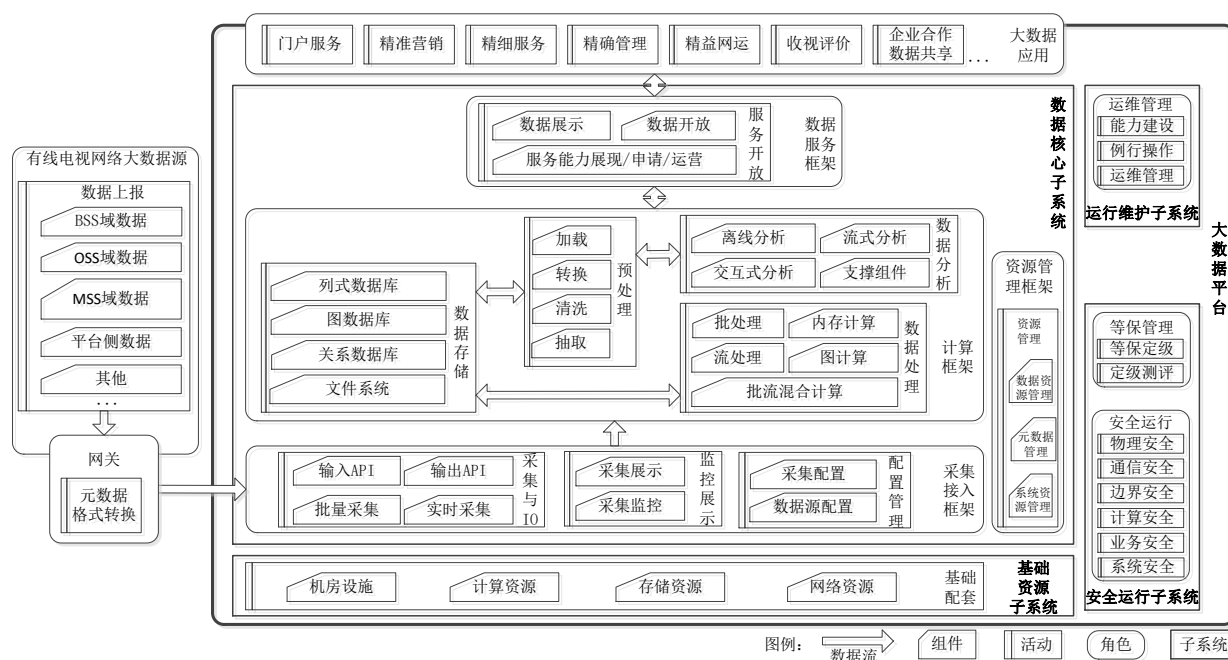 门户服务
精准营销
精细服务
精确管理
精益网运
收视评价
企业合作
数据共享
...
大数据
应用
数据展示
数据开放
服务能力展现/申请/运营
服务开放
数据
服务
框架
数据核心子系统
运维管理
能力建设
例行操作
运维管理
运行维护子系统
大数据平台
有线电视网络大数据源
数据上报
BSS域数据
OSS域数据
MSS域数据
平台侧数据
其他
...
网关
元数据
格式转换
列式数据库
图数据库
关系数据库
文件系统
数据存储
加载
转换
清洗
抽取
预处理
离线分析
流式分析
交互式分析
支撑组件
数据分析
批处理
内存计算
流处理
图计算
批流混合计算
数据处理
计算
框架
资源管
理框架
资源
管理
数据资
源管理
元数据
管理
系统资
源管理
等保管理
等保定级
定级测评
安全运行
物理安全
通信安全
边界安全
计算安全
业务安全
系统安全
安全运行子系统
输入API
输出API
批量采集
实时采集
采集与IO
采集展示
采集监控
监控展示
采集配置
数据源配置
配置管理
采集
接入
框架
机房设施
计算资源
存储资源
网络资源
基础
配套
基础
资源
子系统
图例:
数据流
组件
活动
角色
子系统